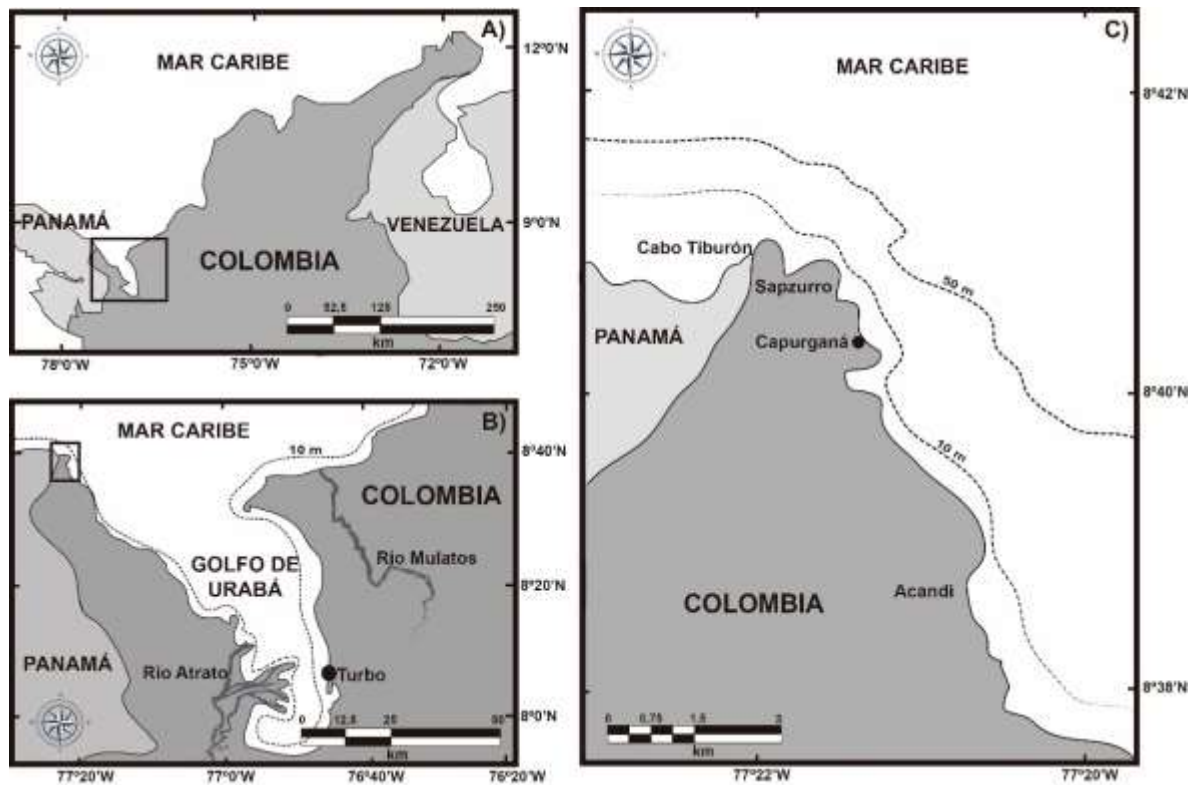 A)
MAR CARIBE
12°0'N
PANAMÁ
9°0'N
VENEZUELA
COLOMBIA
0 52,5 125 250
km
78°0'W 75°0'W 72°0'W
B)
MAR CARIBE
10 m
8°40'N
COLOMBIA
GOLFO DE
URABÁ
Rio Mulatos
8°20'N
PANAMÁ
Rio Atrato
Turbo
8°0'N
0 12,5 25 50
km
77°20'W 77°0'W 76°40'W 76°20'W
C)
MAR CARIBE
8°42'N
Cabo Tiburón
Sapzurro
50 m
PANAMÁ
Capurganá
8°40'N
10 m
COLOMBIA
Acandi
8°38'N
0 0,75 1,5 3
km
77°22'W 77°20'W